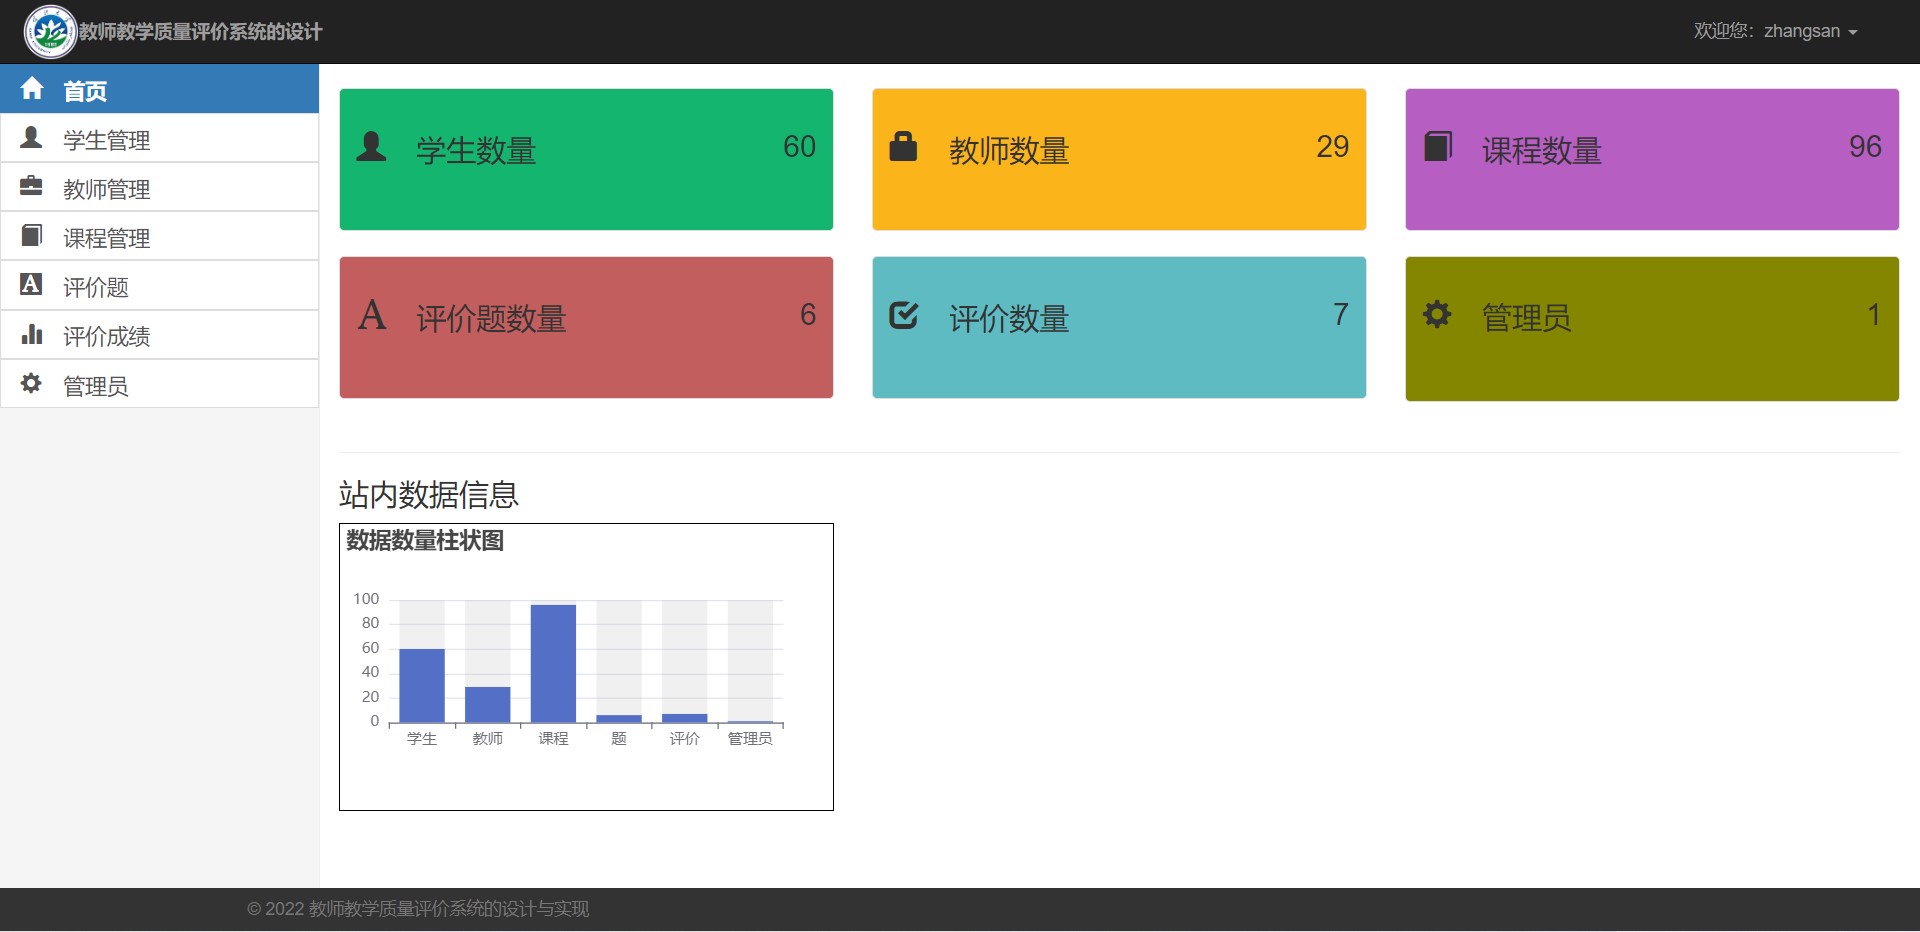 教师教学质量评价系统的设计
欢迎您：zhangsan
首页
学生管理
教师管理
课程管理
评价题
评价成绩
管理员
学生数量 60
教师数量 29
课程数量 96
评价题数量 6
评价数量 7
管理员 1
站内数据信息
数据数量柱状图
100
80
60
40
20
0
学生 教师 课程 题 评价 管理员
© 2022 教师教学质量评价系统的设计与实现